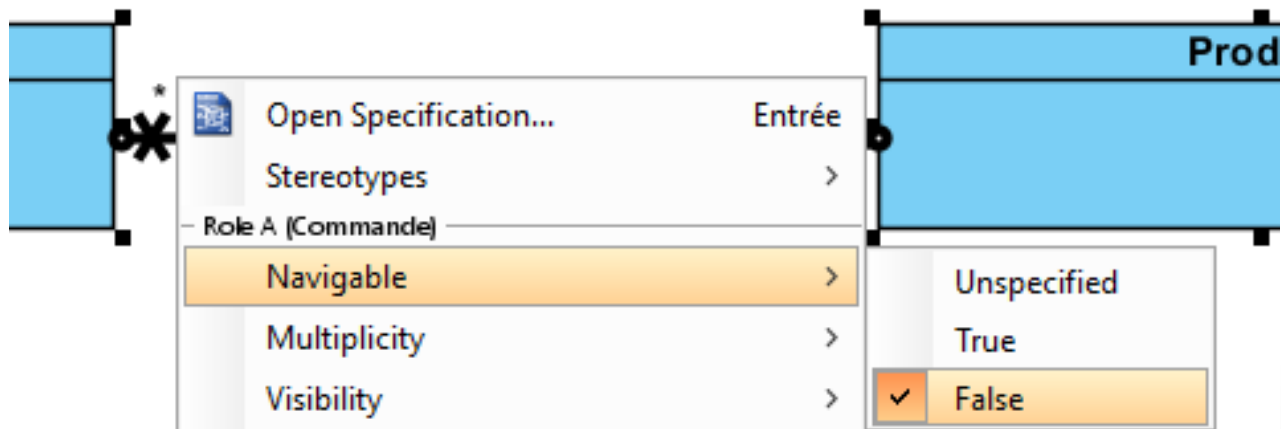 Prod
*
Open Specification... Entrée
Stereotypes
Role A (Commande)
Navigable
Unspecified
Multiplicity
True
Visibility
False